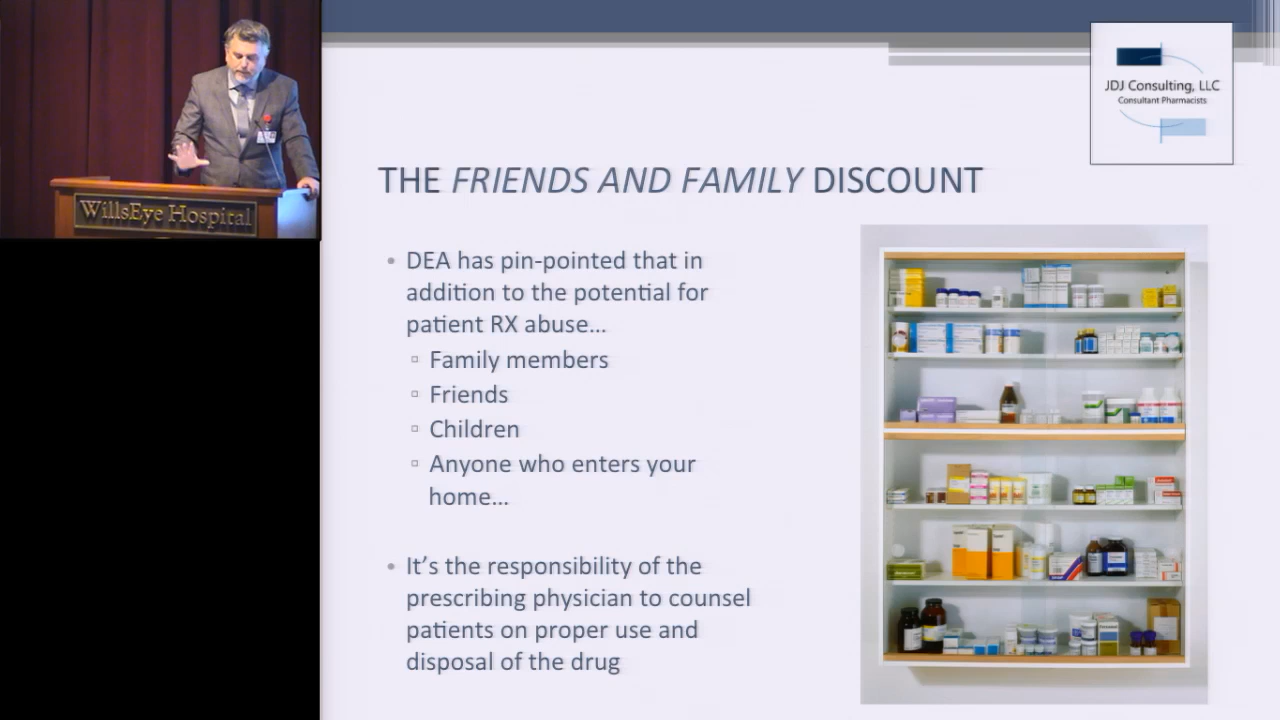 WillsEye Hospital
JDJ Consulting, LLC
Consultant Pharmacists
THE FRIENDS AND FAMILY DISCOUNT
• DEA has pin-pointed that in
addition to the potential for
patient RX abuse…
▫ Family members
▫ Friends
▫ Children
▫ Anyone who enters your
home…
• It’s the responsibility of the
prescribing physician to counsel
patients on proper use and
disposal of the drug